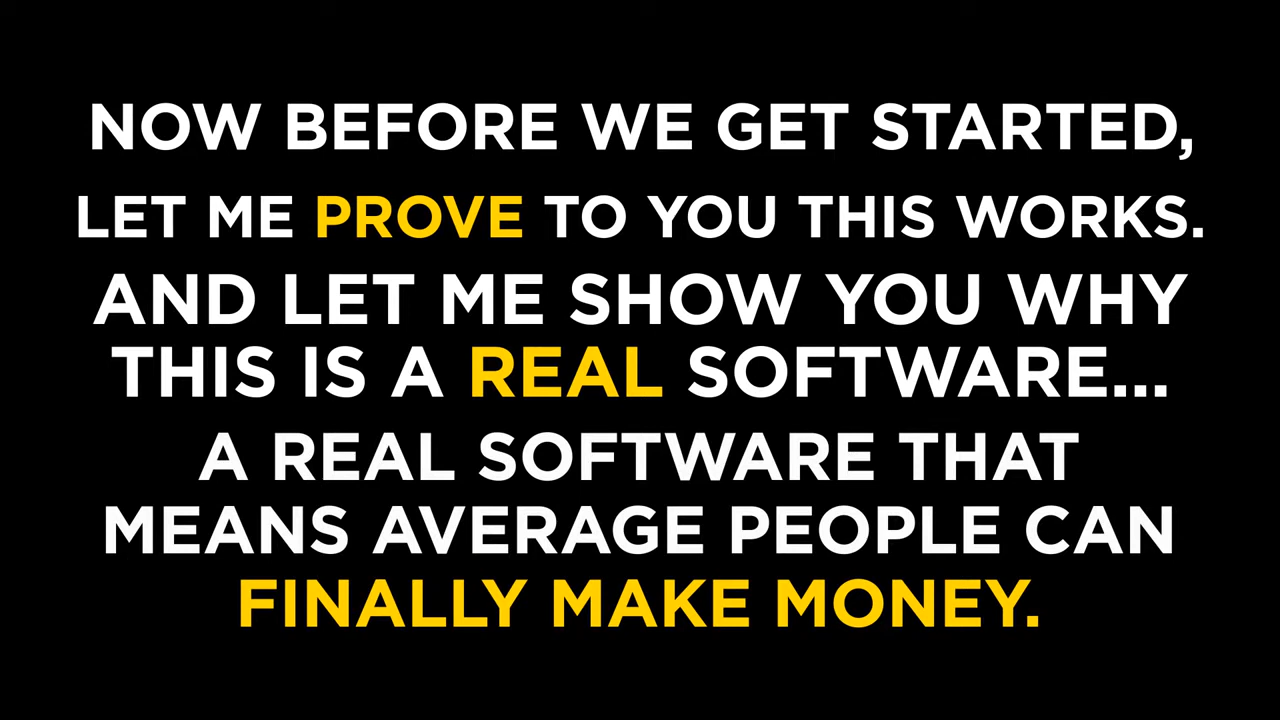 NOW BEFORE WE GET STARTED,
LET ME PROVE TO YOU THIS WORKS.
AND LET ME SHOW YOU WHY
THIS IS A REAL SOFTWARE...
A REAL SOFTWARE THAT
MEANS AVERAGE PEOPLE CAN
FINALLY MAKE MONEY.